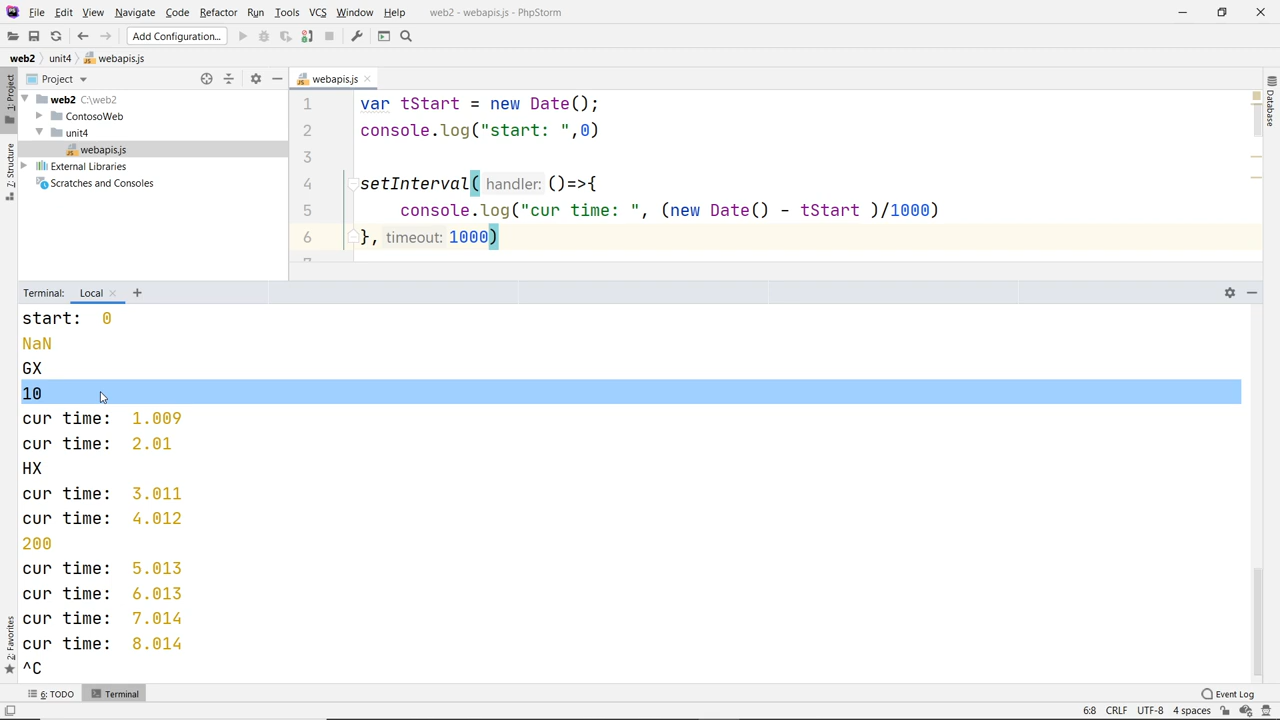 File Edit View Navigate Code Refactor Run Tools VCS Window Help web2 - webapis.js - PhpStorm
Add Configuration...
web2 unit4 webapis.js
1: Project
Project
webapis.js
web2 C:\web2
ContosoWeb
unit4
webapis.js
External Libraries
Scratches and Consoles
7: Structure
2: Favorites
Database
1 var tStart = new Date();
2 console.log("start: ",0)
3
4 setInterval( handler: ()=>{
5 console.log("cur time: ", (new Date() - tStart )/1000)
6 }, timeout: 1000)
Terminal: Local +
start: 0
NaN
GX
10
cur time: 1.009
cur time: 2.01
HX
cur time: 3.011
cur time: 4.012
200
cur time: 5.013
cur time: 6.013
cur time: 7.014
cur time: 8.014
^C
6: TODO Terminal Event Log
6:8 CRLF UTF-8 4 spaces